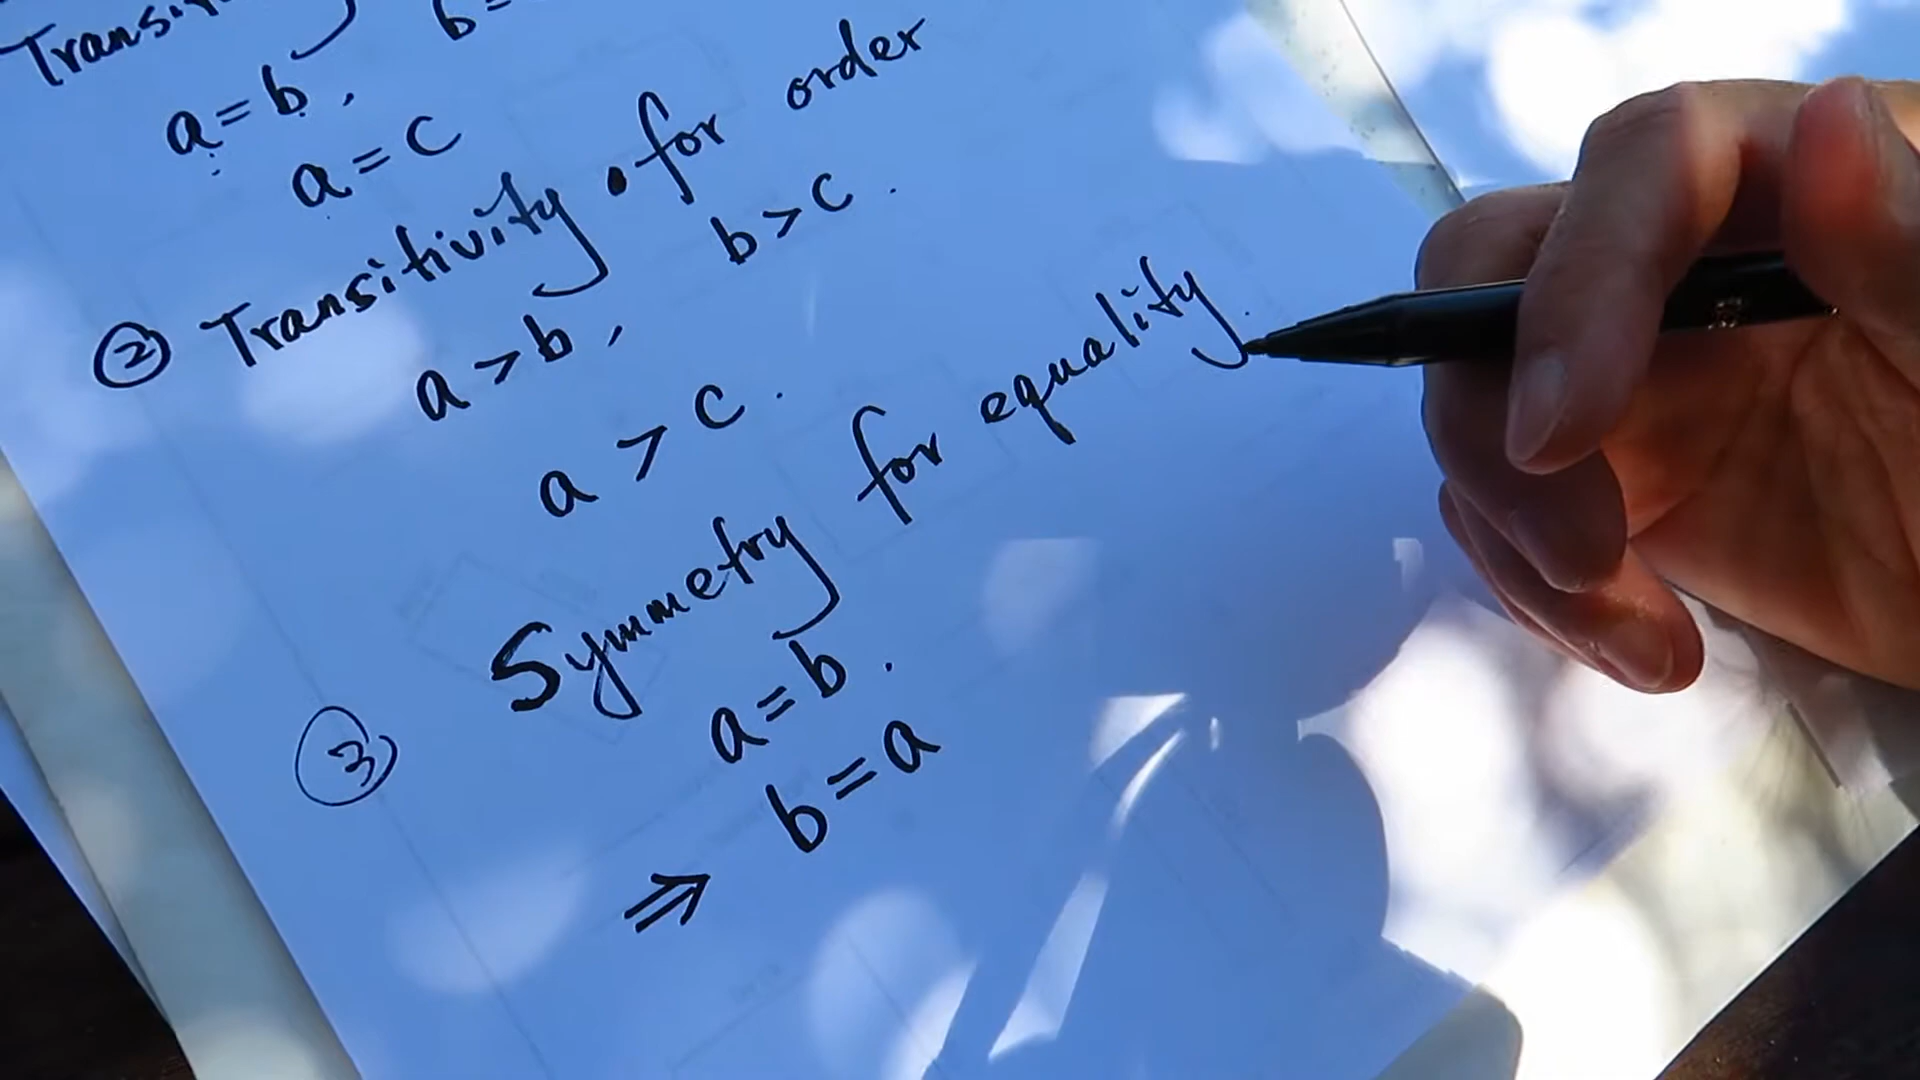 b=
a=b,
a=c
② Transitivity for order
a>b, b>c.
a>c.
③ Symmetry for equality
a=b.
⇒ b=a